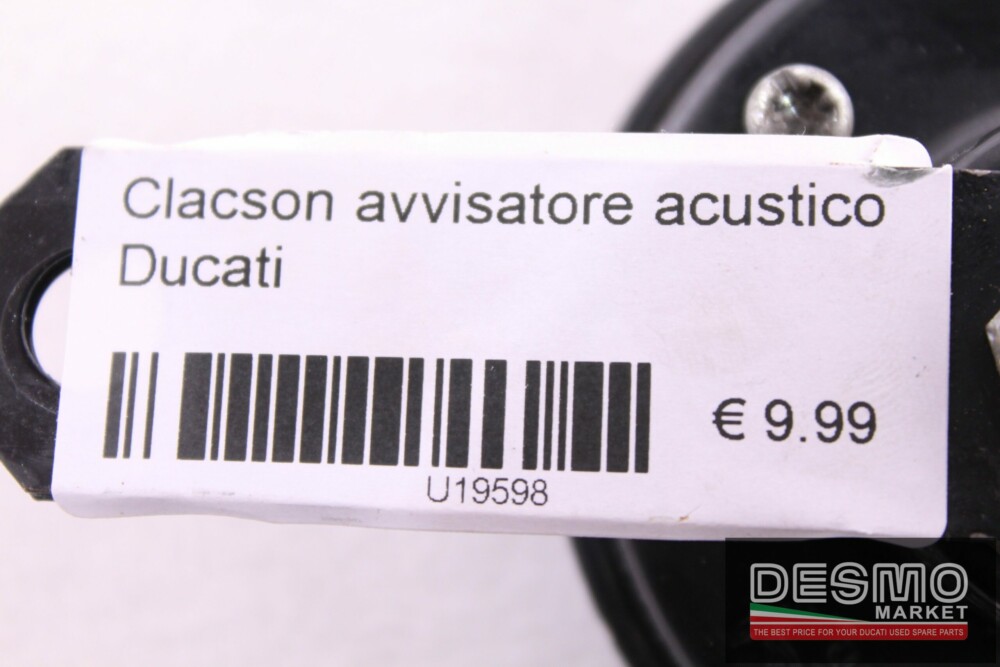 Clacson avvisatore acustico
Ducati
€ 9.99
U19598
DESMO
MARKET
THE BEST PRICE FOR YOUR DUCATI USED SPARE PARTS